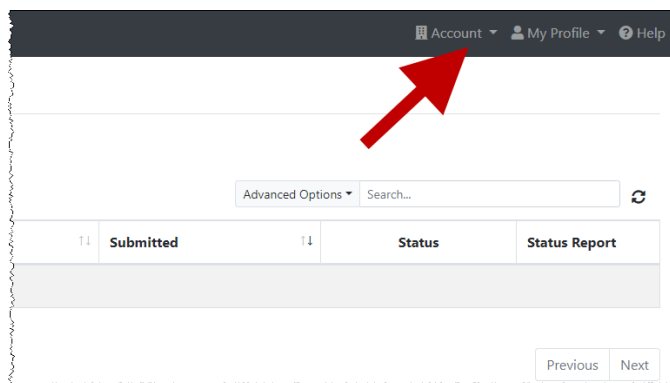 Account My Profile Help
Advanced Options Search...
Submitted Status Status Report
Previous Next